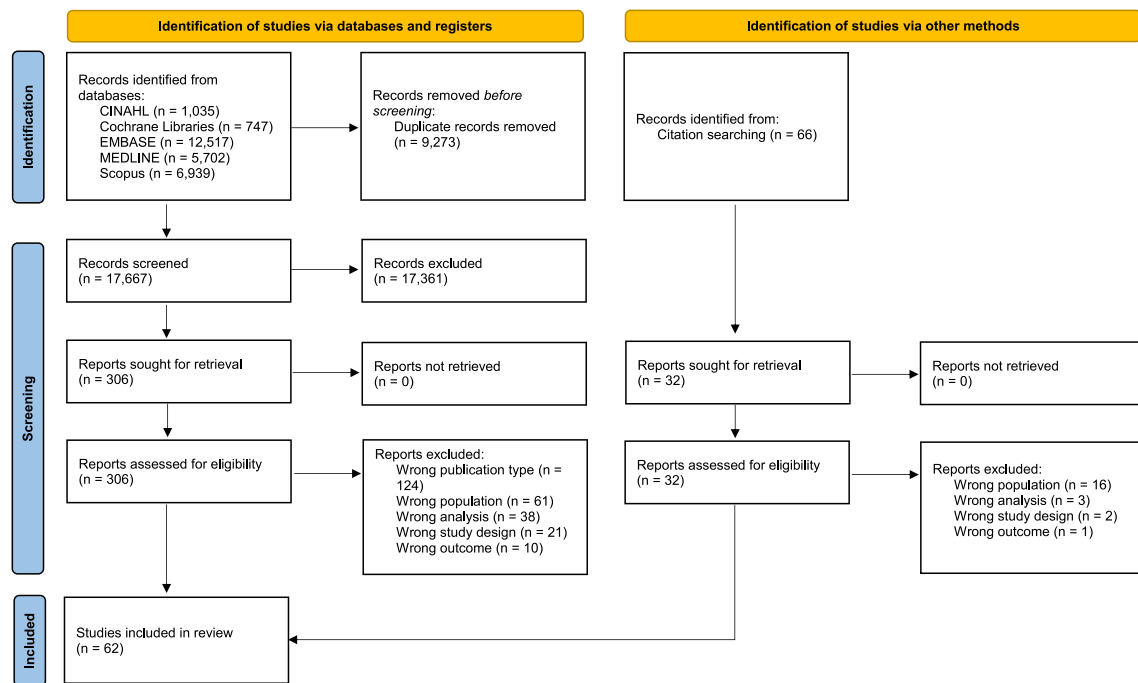 Identification of studies via databases and registers
Identification of studies via other methods
Identification
Records identified from
databases:
CINAHL (n = 1,035)
Cochrane Libraries (n = 747)
EMBASE (n = 12,517)
MEDLINE (n = 5,702)
Scopus (n = 6,939)
Records removed before
screening:
Duplicate records removed
(n = 9,273)
Records identified from:
Citation searching (n = 66)
Screening
Records screened
(n = 17,667)
Records excluded
(n = 17,361)
Reports sought for retrieval
(n = 306)
Reports not retrieved
(n = 0)
Reports sought for retrieval
(n = 32)
Reports not retrieved
(n = 0)
Reports assessed for eligibility
(n = 306)
Reports excluded:
Wrong publication type (n =
124)
Wrong population (n = 61)
Wrong analysis (n = 38)
Wrong study design (n = 21)
Wrong outcome (n = 10)
Reports assessed for eligibility
(n = 32)
Reports excluded:
Wrong population (n = 16)
Wrong analysis (n = 3)
Wrong study design (n = 2)
Wrong outcome (n = 1)
Included
Studies included in review
(n = 62)